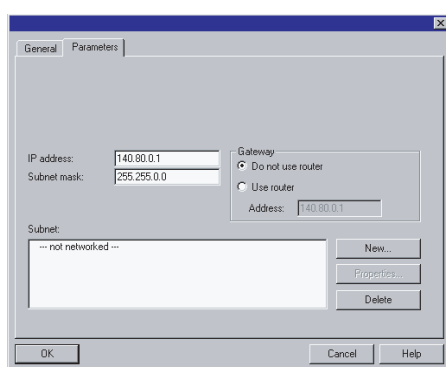 General Parameters
Gateway
IP address: 140.80.0.1 Do not use router
Subnet mask: 255.255.0.0
Use router
Address: 140.80.0.1
Subnet:
--- not networked --- New...
Properties...
Delete
OK Cancel Help